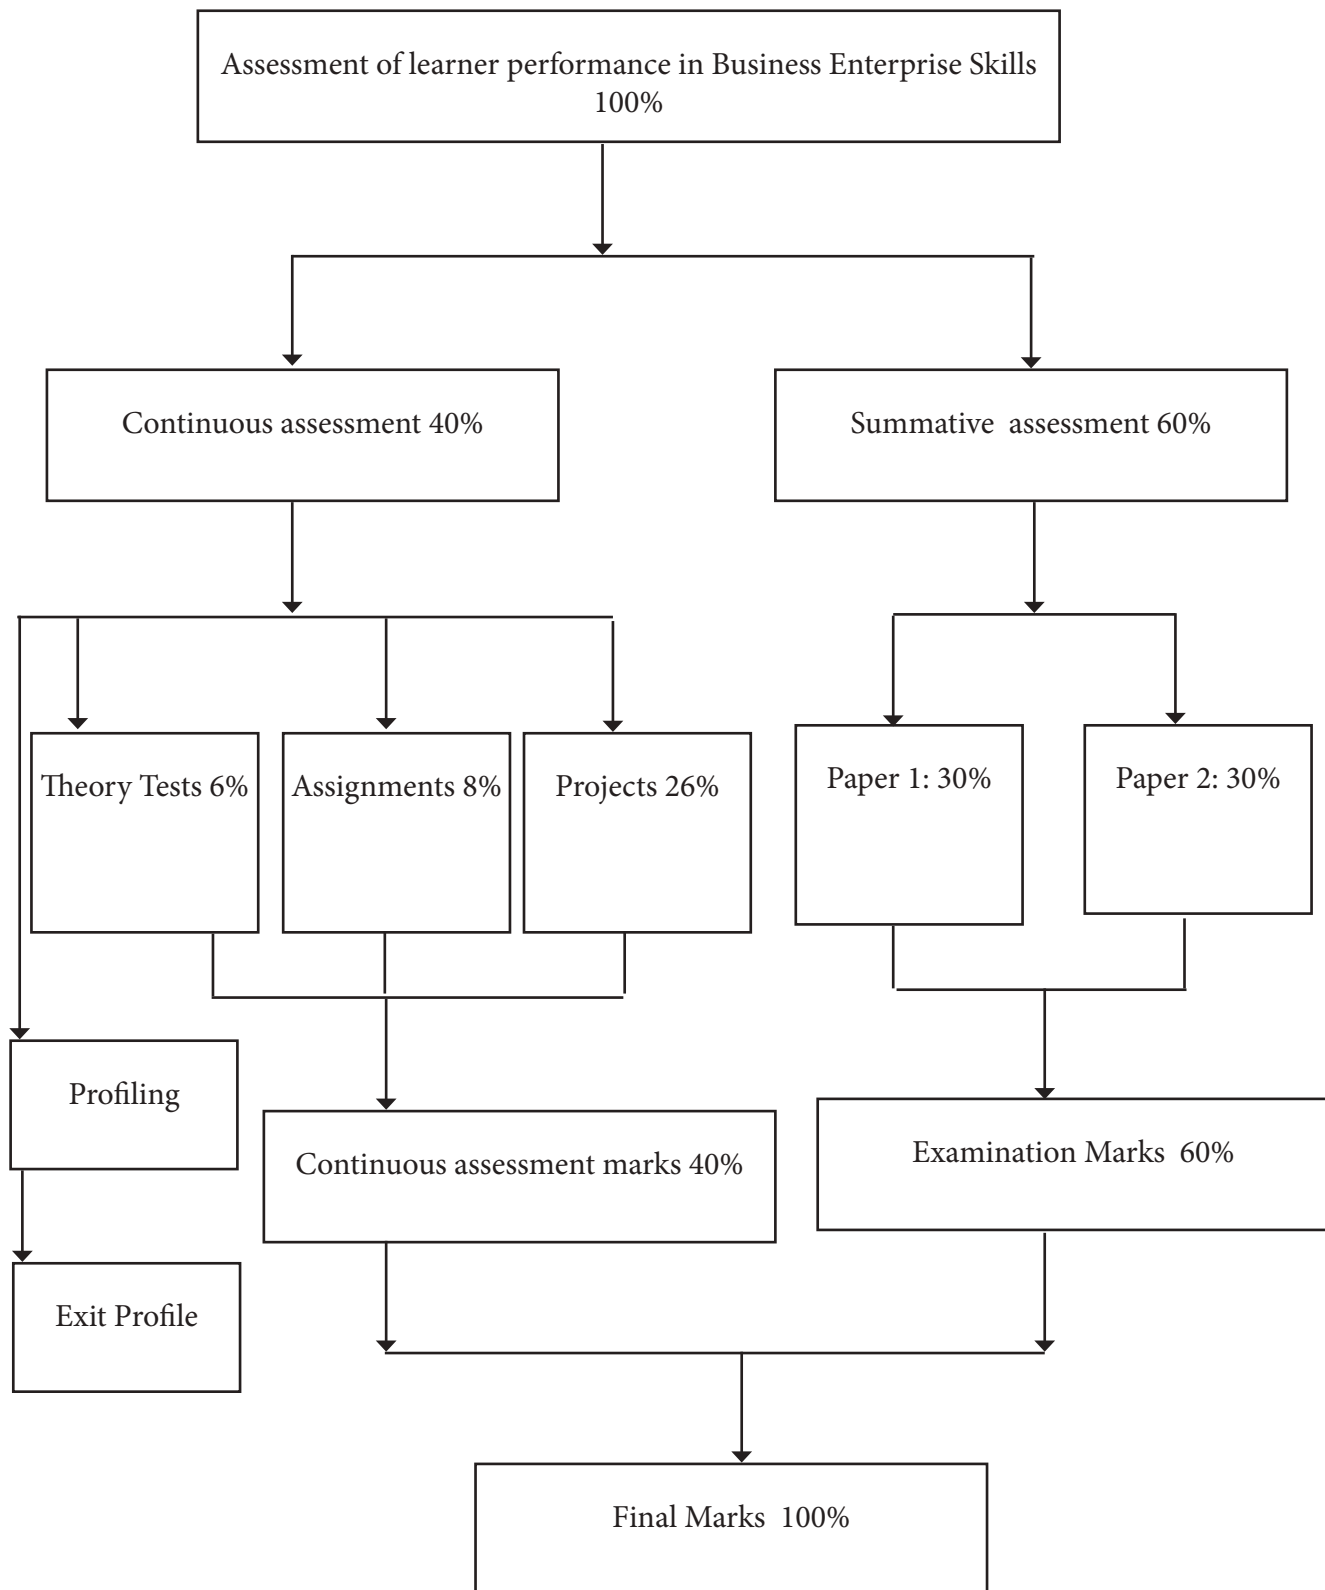 Assessment of learner performance in Business Enterprise Skills
100%
Continuous assessment 40%
Summative  assessment 60%
Theory Tests 6%
Assignments 8%
Projects 26%
Paper 1: 30%
Paper 2: 30%
Profiling
Continuous assessment marks 40%
Examination Marks  60%
Exit Profile
Final Marks  100%